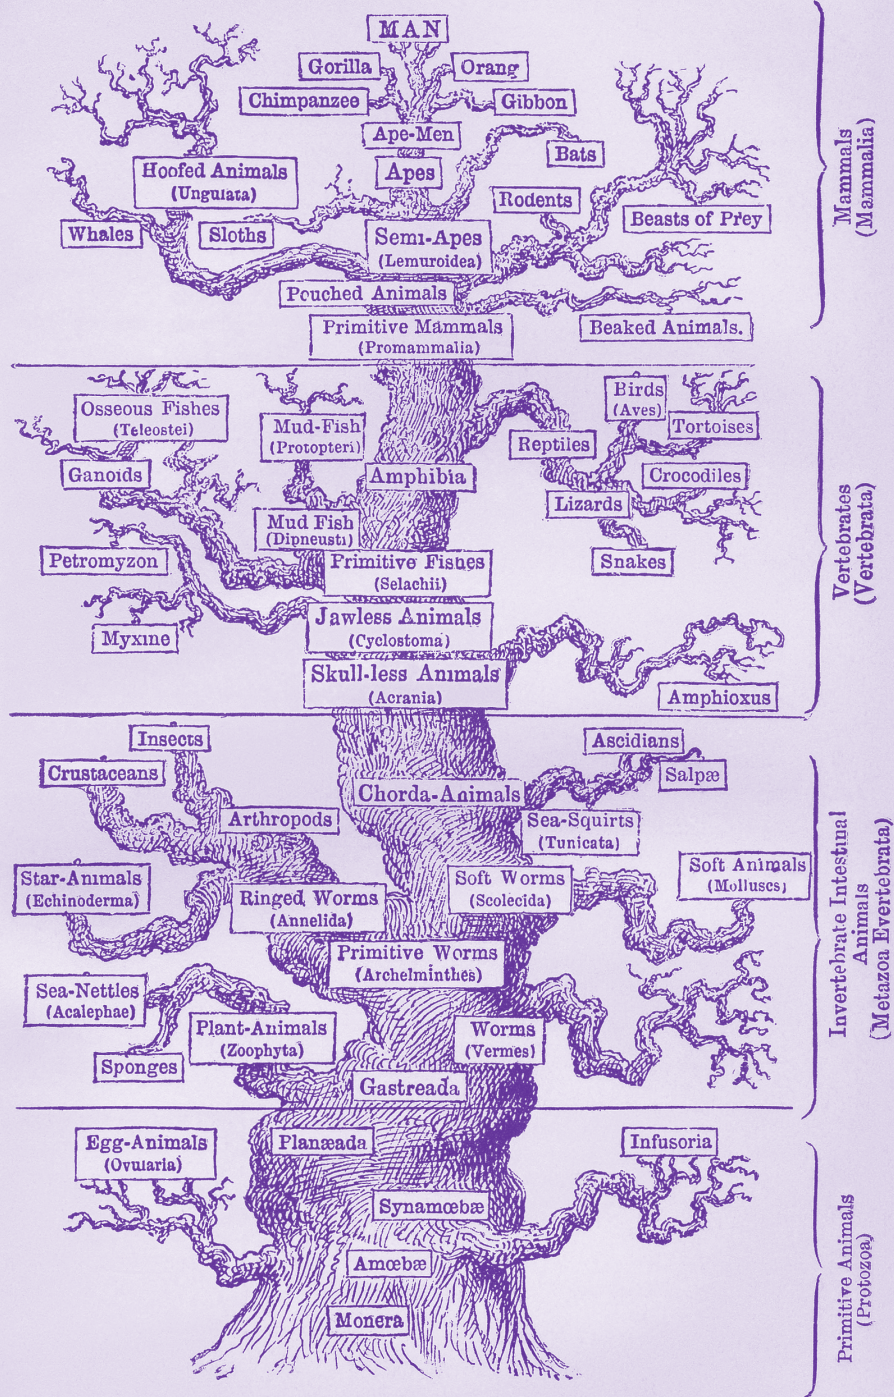 MAN
Gorilla
Orang
Chimpanzee
Gibbon
Ape-Men
Bats
Hoofed Animals
(Ungulata)
Apes
Rodents
Beasts of Prey
Whales
Sloths
Semi-Apes
(Lemuroidea)
Pouched Animals
Primitive Mammals
(Promammalia)
Beaked Animals.
Mammals
(Mammalia)
Osseous Fishes
(Teleostei)
Mud-Fish
(Protopteri)
Birds
(Aves)
Tortoises
Reptiles
Ganoids
Amphibia
Crocodiles
Lizards
Mud Fish
(Dipneusti)
Petromyzon
Primitive Fishes
(Selachii)
Snakes
Jawless Animals
(Cyclostoma)
Myxine
Skull-less Animals
(Acrania)
Amphioxus
Vertebrates
(Vertebrata)
Insects
Ascidians
Crustaceans
Salpæ
Chorda-Animals
Arthropods
Sea-Squirts
(Tunicata)
Star-Animals
(Echinoderma)
Soft Worms
(Scolecida)
Soft Animals
(Molluscs)
Ringed Worms
(Annelida)
Primitive Worms
(Archelminthes)
Sea-Nettles
(Acalephae)
Plant-Animals
(Zoophyta)
Worms
(Vermes)
Sponges
Gastreada
Invertebrate Intestinal
Animals
(Metazoa Evertebrata)
Egg-Animals
(Ovularia)
Planæada
Infusoria
Synamœbæ
Amœbæ
Monera
Primitive Animals
(Protozoa)